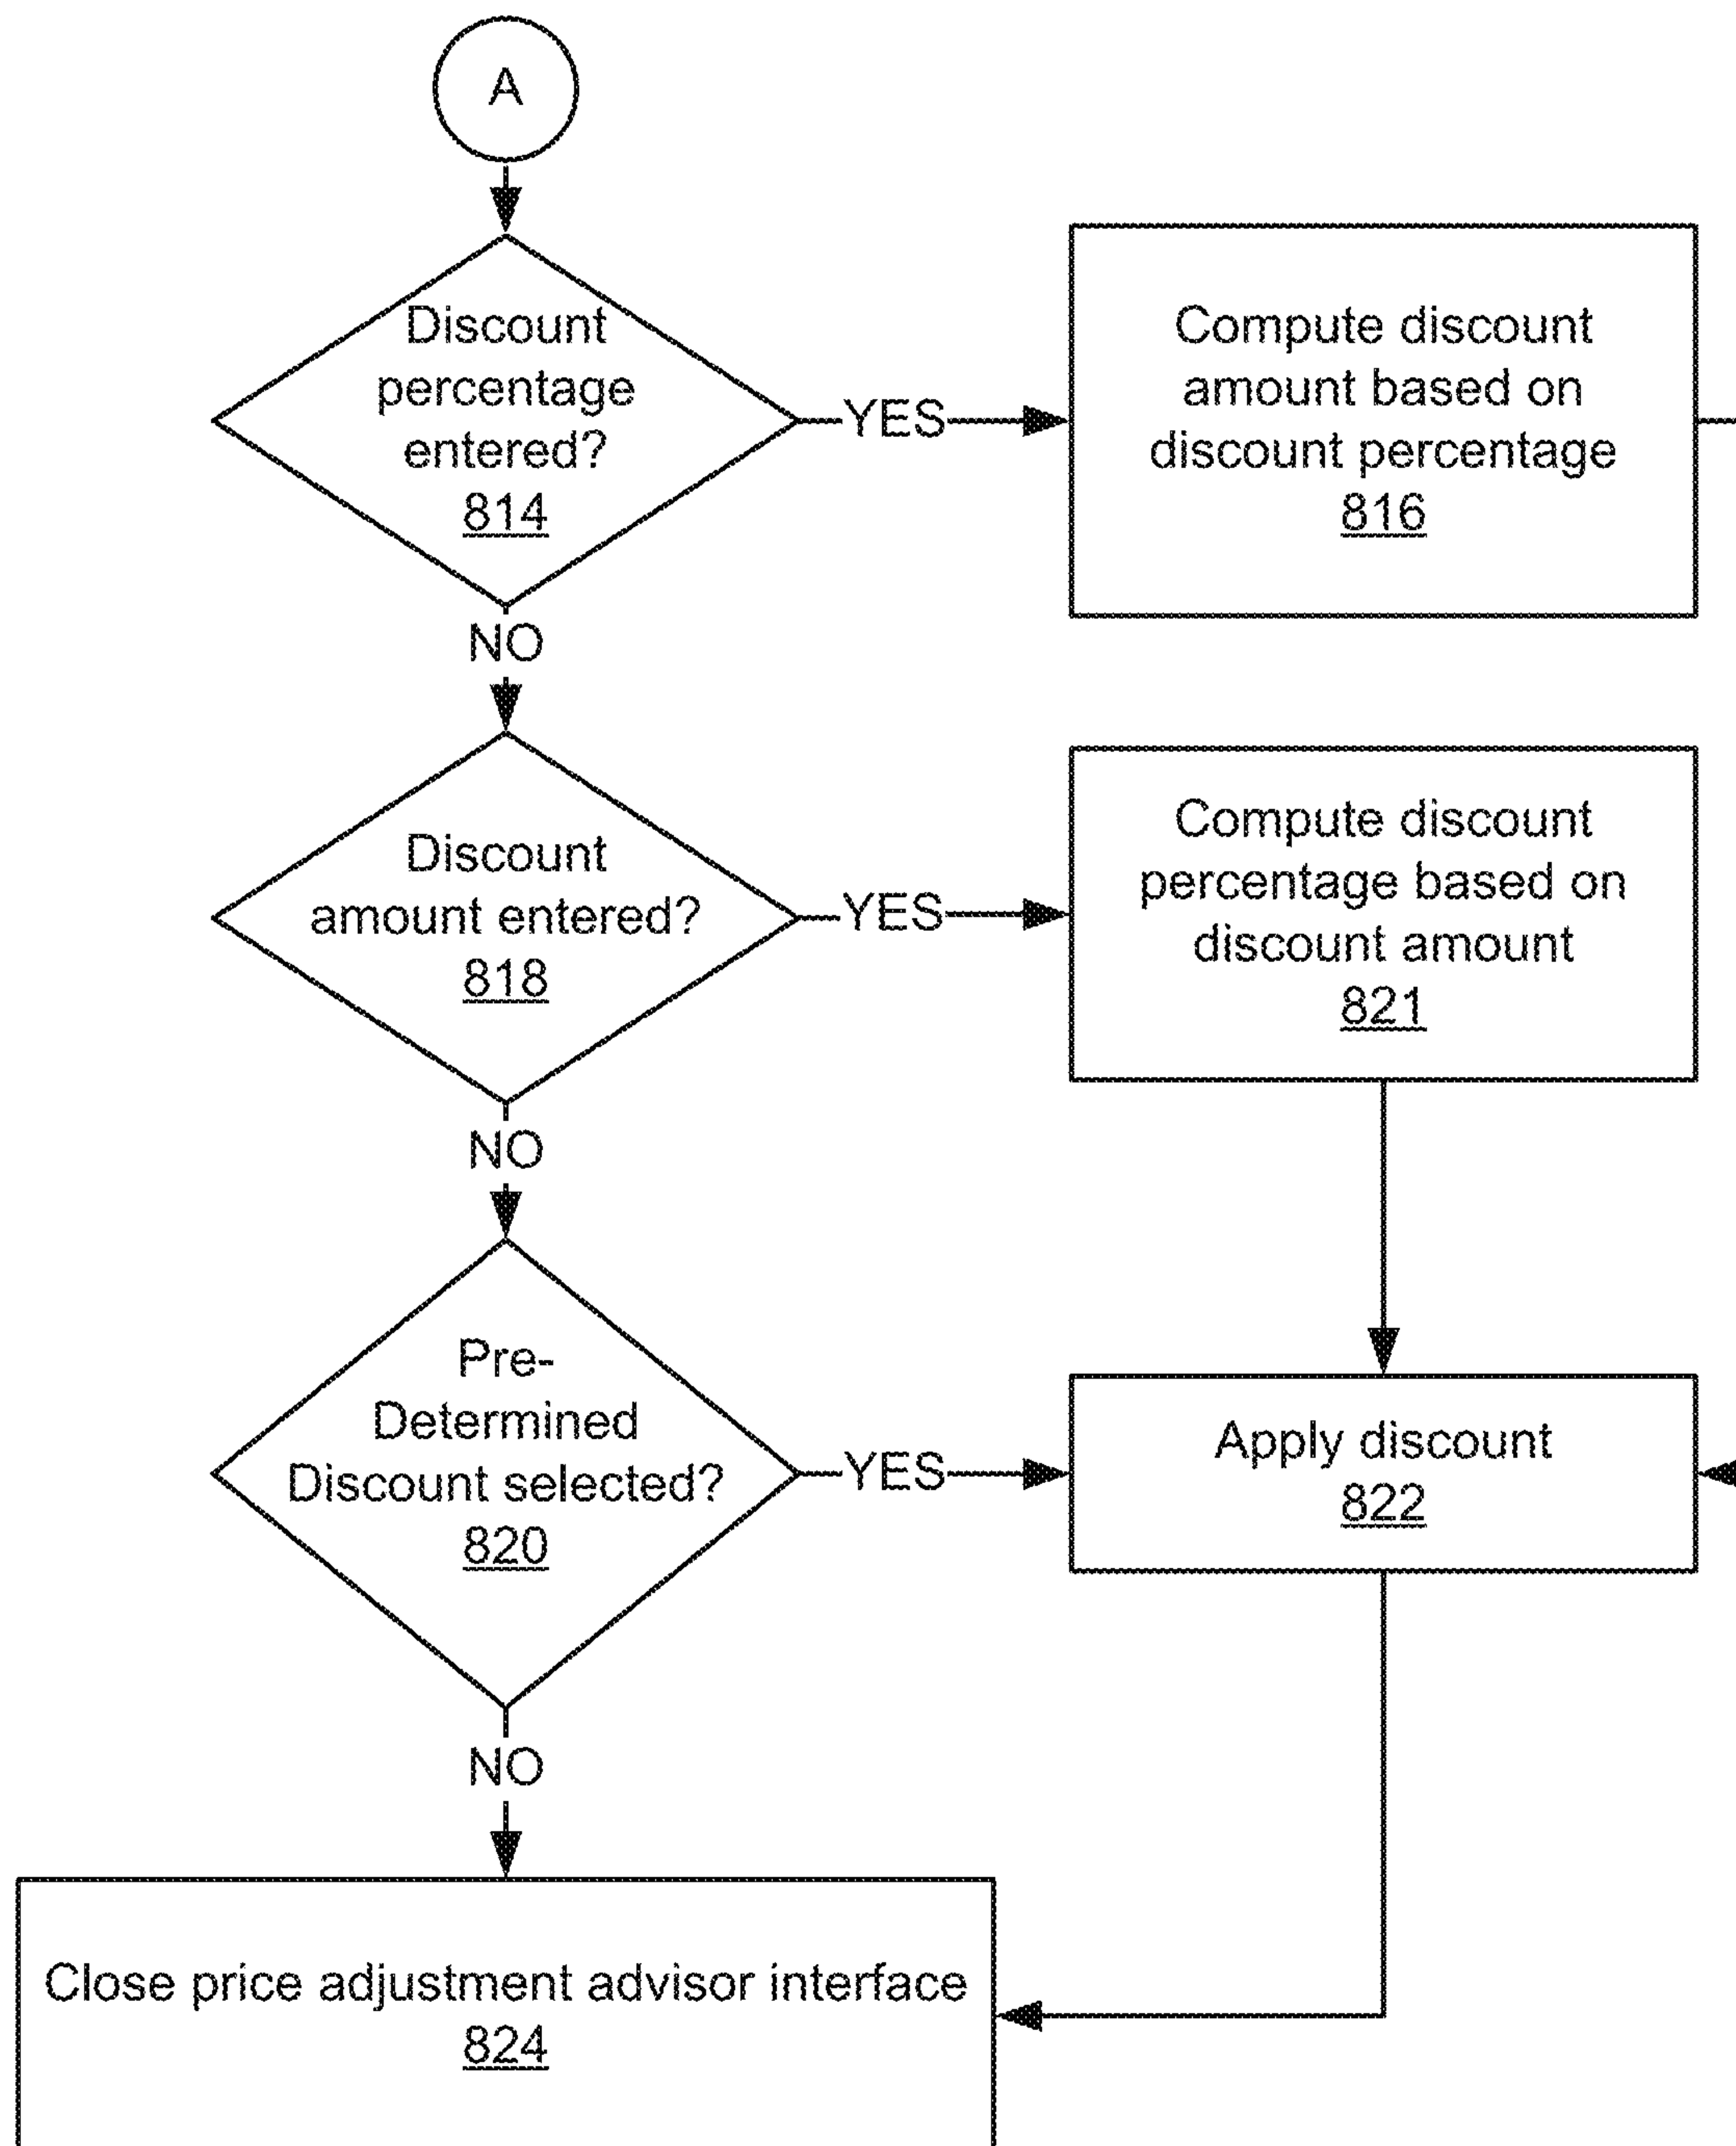 A
Discount
percentage
entered?
814
YES
Compute discount
amount based on
discount percentage
816
NO
Discount
amount entered?
818
YES
Compute discount
percentage based on
discount amount
821
NO
Pre-
Determined
Discount selected?
820
YES
Apply discount
822
NO
Close price adjustment advisor interface
824